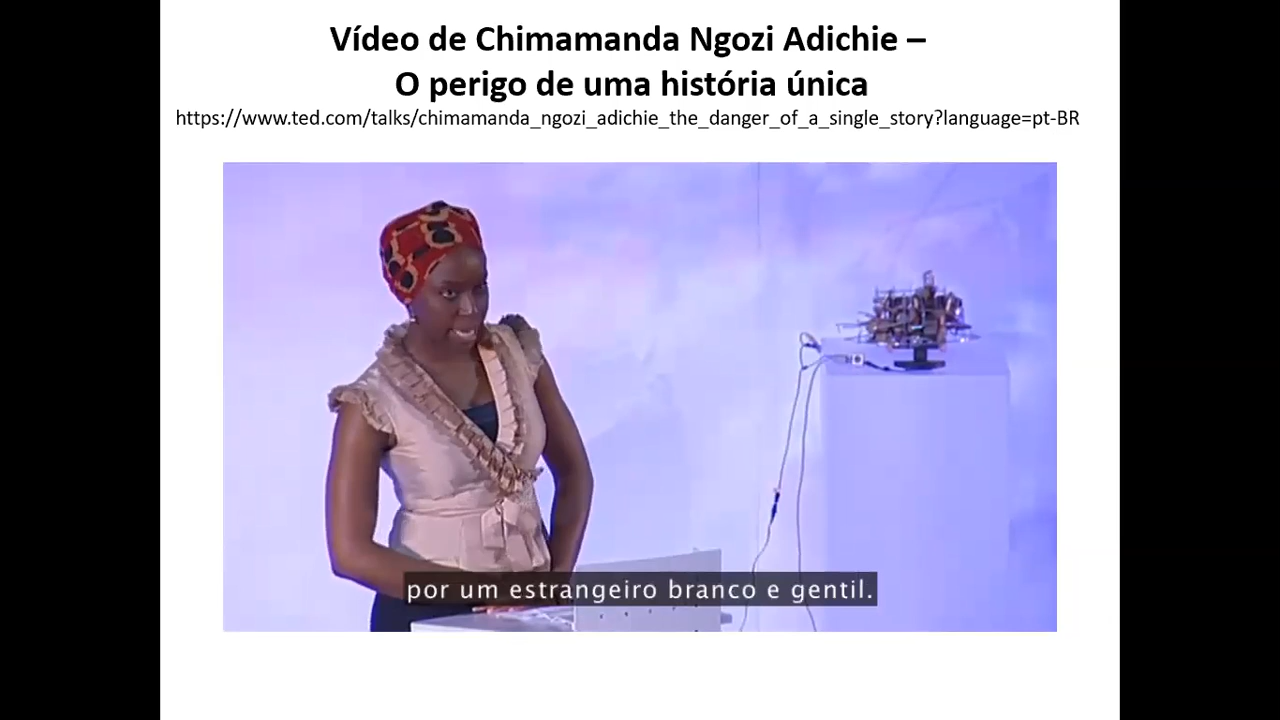 Vídeo de Chimamanda Ngozi Adichie –
O perigo de uma história única
https://www.ted.com/talks/chimamanda_ngozi_adichie_the_danger_of_a_single_story?language=pt-BR
por um estrangeiro branco e gentil.